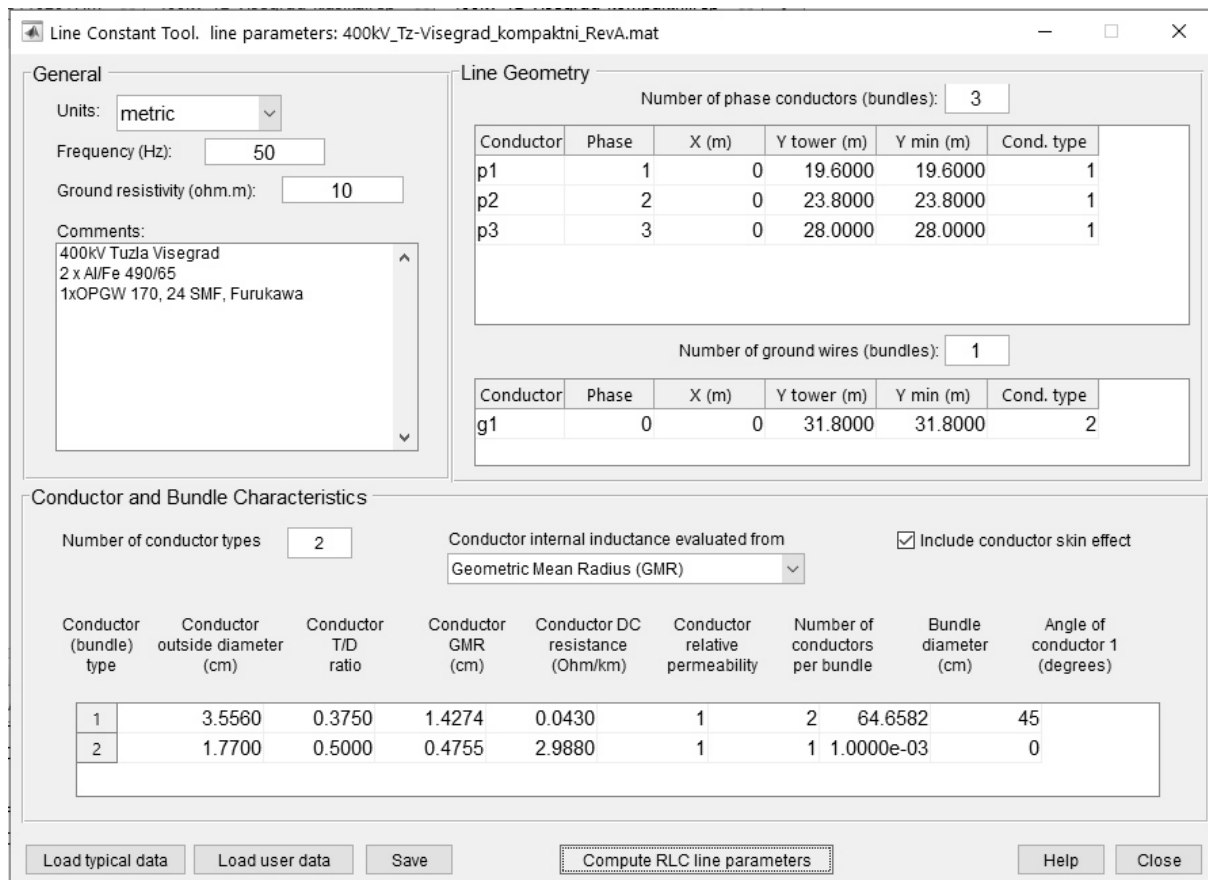 Line Constant Tool. line parameters: 400kV_Tz-Visegrad_kompaktni_RevA.mat
General
Units: metric
Frequency (Hz): 50
Ground resistivity (ohm.m): 10
Comments:
400kV Tuzla Visegrad
2 x Al/Fe 490/65
1xOPGW 170, 24 SMF, Furukawa
Line Geometry
Number of phase conductors (bundles): 3
Conductor Phase X (m) Y tower (m) Y min (m) Cond. type
p1 1 0 19.6000 19.6000 1
p2 2 0 23.8000 23.8000 1
p3 3 0 28.0000 28.0000 1
Number of ground wires (bundles): 1
Conductor Phase X (m) Y tower (m) Y min (m) Cond. type
g1 0 0 31.8000 31.8000 2
Conductor and Bundle Characteristics
Number of conductor types 2
Conductor internal inductance evaluated from
Geometric Mean Radius (GMR)
Include conductor skin effect
Conductor Conductor Conductor Conductor Conductor DC Conductor Number of Bundle Angle of
(bundle) outside diameter T/D GMR resistance relative conductors diameter conductor 1
type (cm) ratio (cm) (Ohm/km) permeability per bundle (cm) (degrees)
1 3.5560 0.3750 1.4274 0.0430 1 2 64.6582 45
2 1.7700 0.5000 0.4755 2.9880 1 1 1.0000e-03 0
Load typical data Load user data Save Compute RLC line parameters Help Close